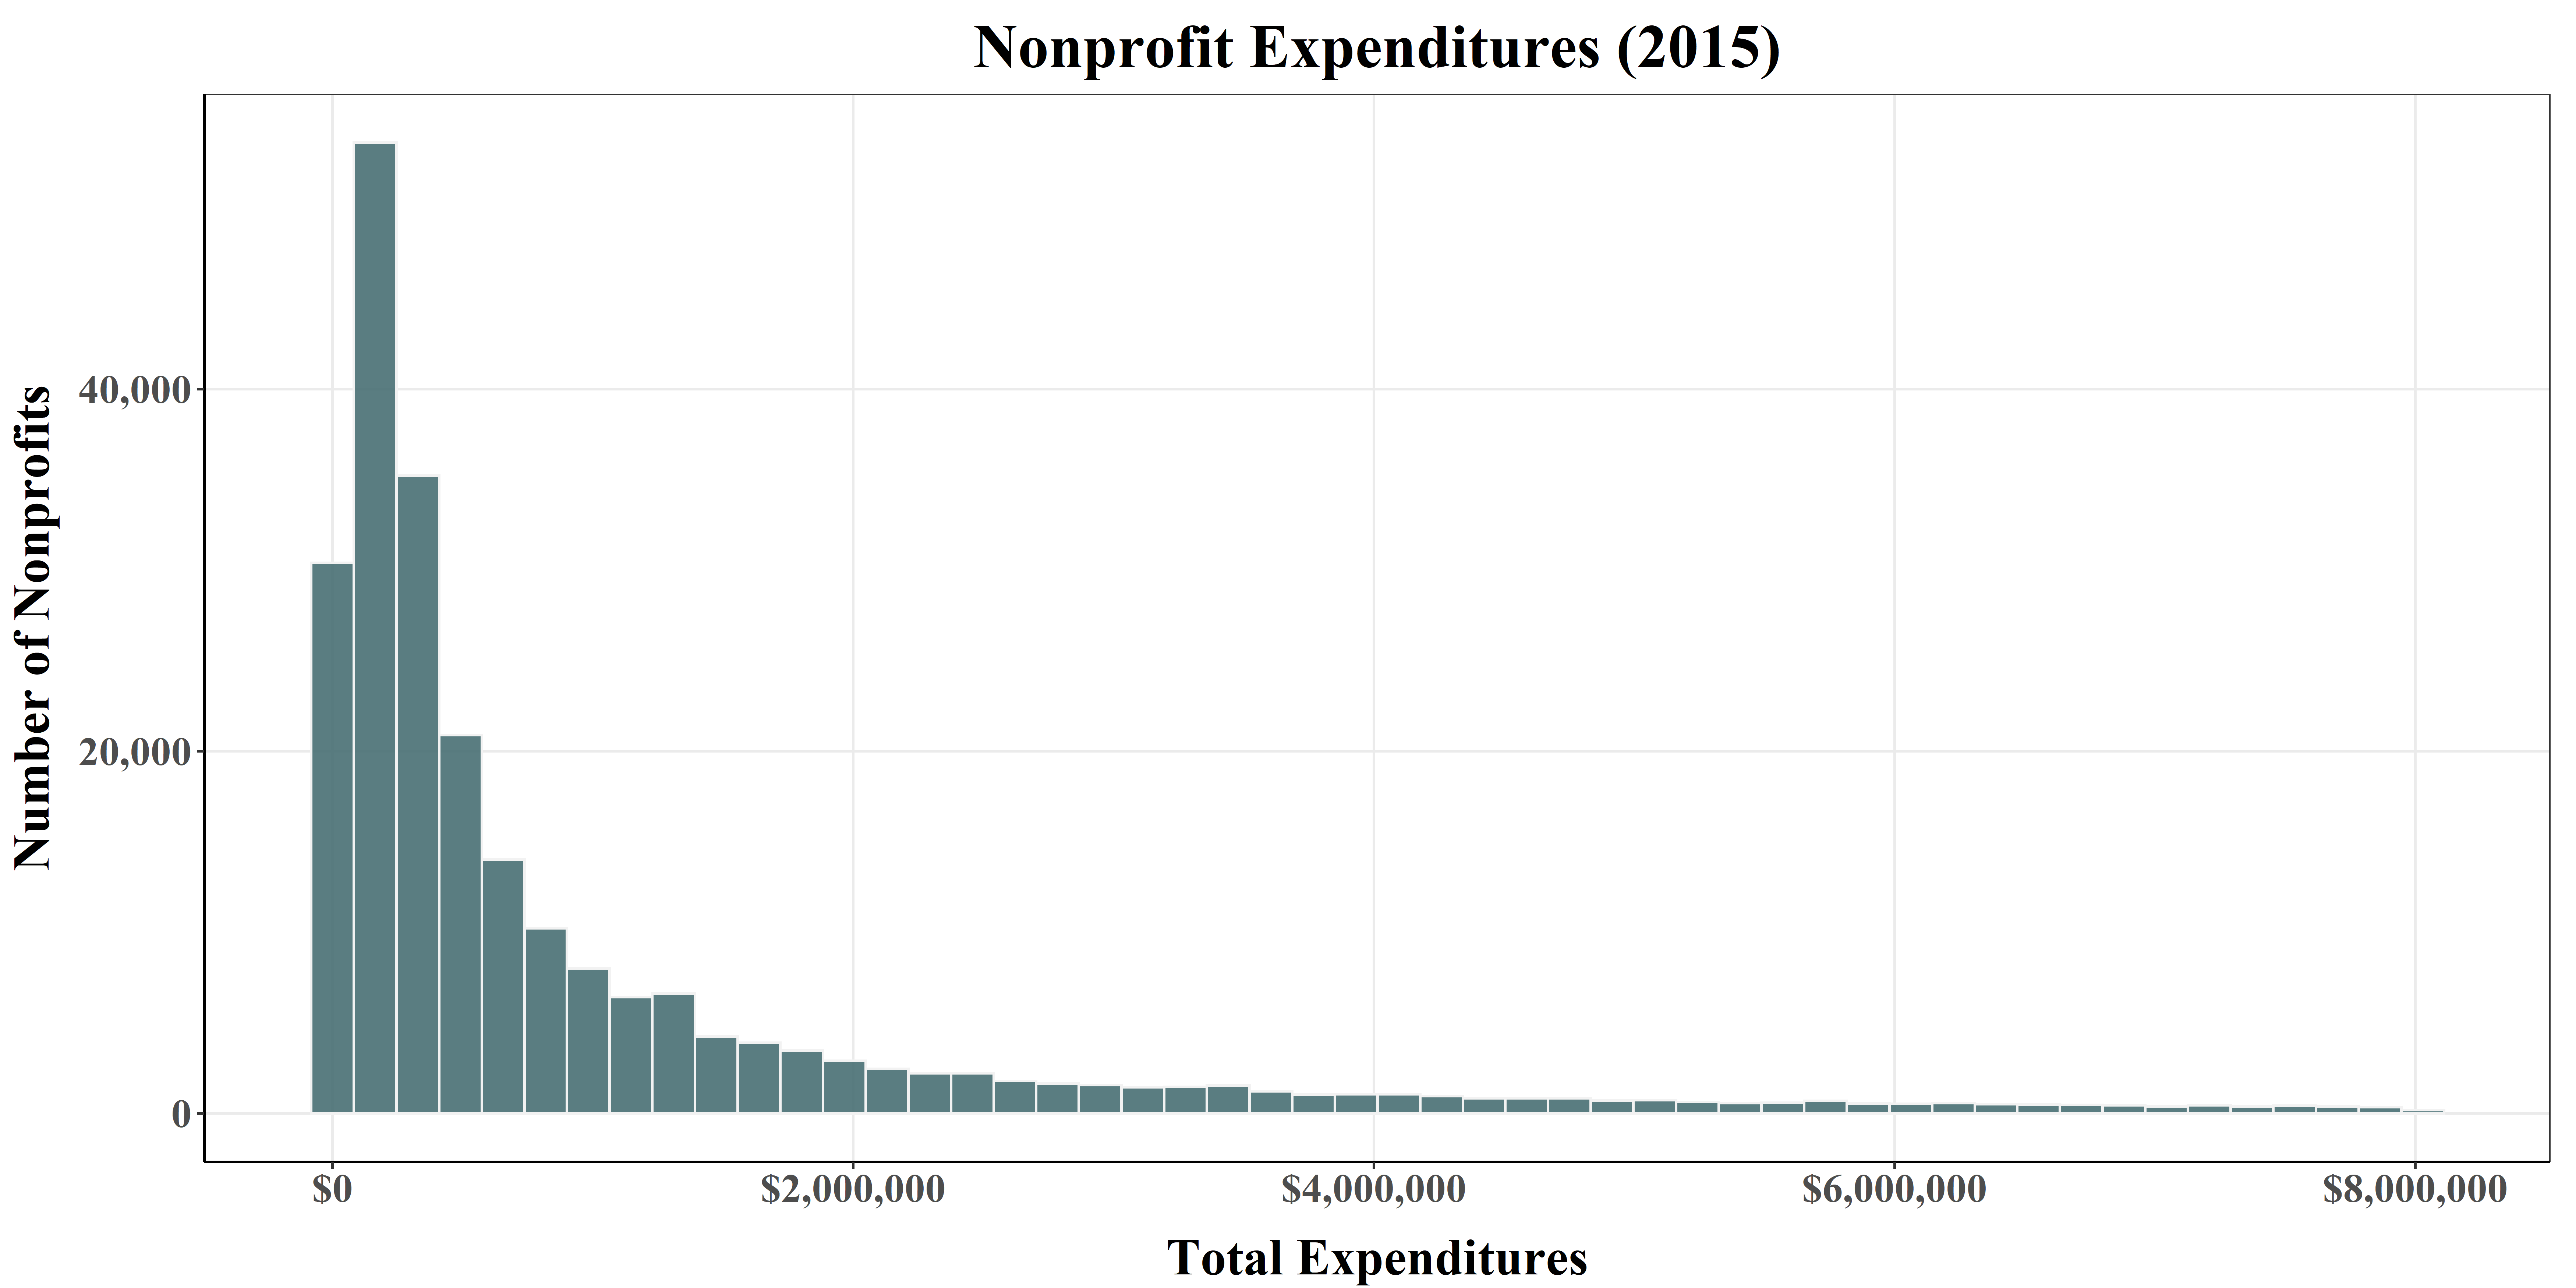 Nonprofit Expenditures (2015)
Number of Nonprofits
40,000
20,000
0
$0
$2,000,000
$4,000,000
$6,000,000
$8,000,000
Total Expenditures